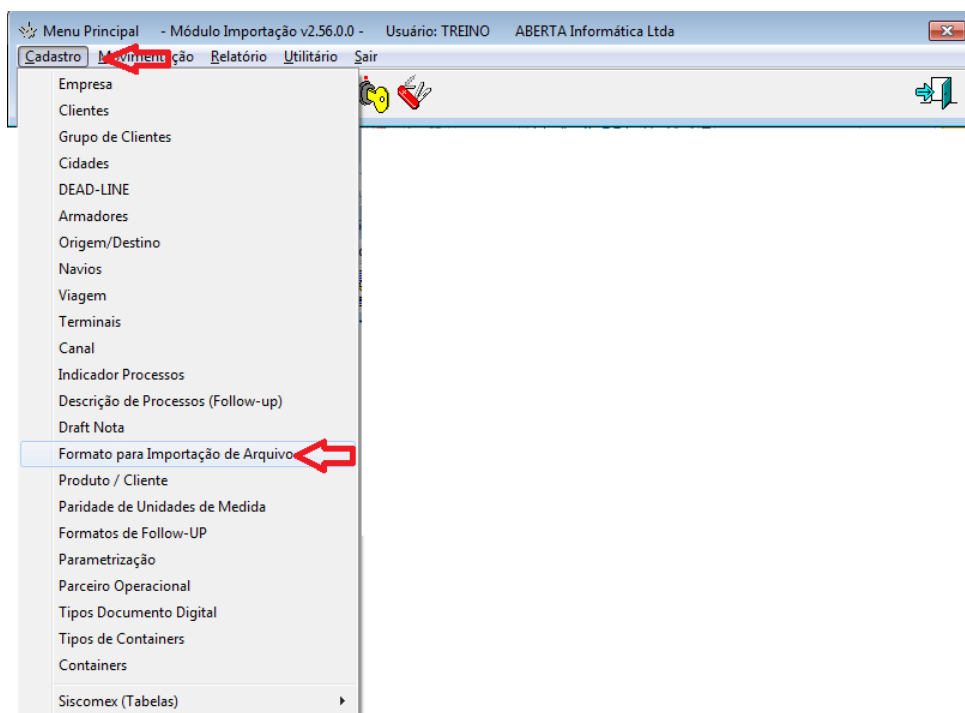 Menu Principal - Módulo Importação v2.56.0.0 - Usuário: TREINO ABERTA Informática Ltda
Cadastro Movimentação Relatório Utilitário Sair
Empresa
Clientes
Grupo de Clientes
Cidades
DEAD-LINE
Armadores
Origem/Destino
Navios
Viagem
Terminais
Canal
Indicador Processos
Descrição de Processos (Follow-up)
Draft Nota
Formato para Importação de Arquivo
Produto / Cliente
Paridade de Unidades de Medida
Formatos de Follow-UP
Parametrização
Parceiro Operacional
Tipos Documento Digital
Tipos de Containers
Containers
Siscomex (Tabelas)